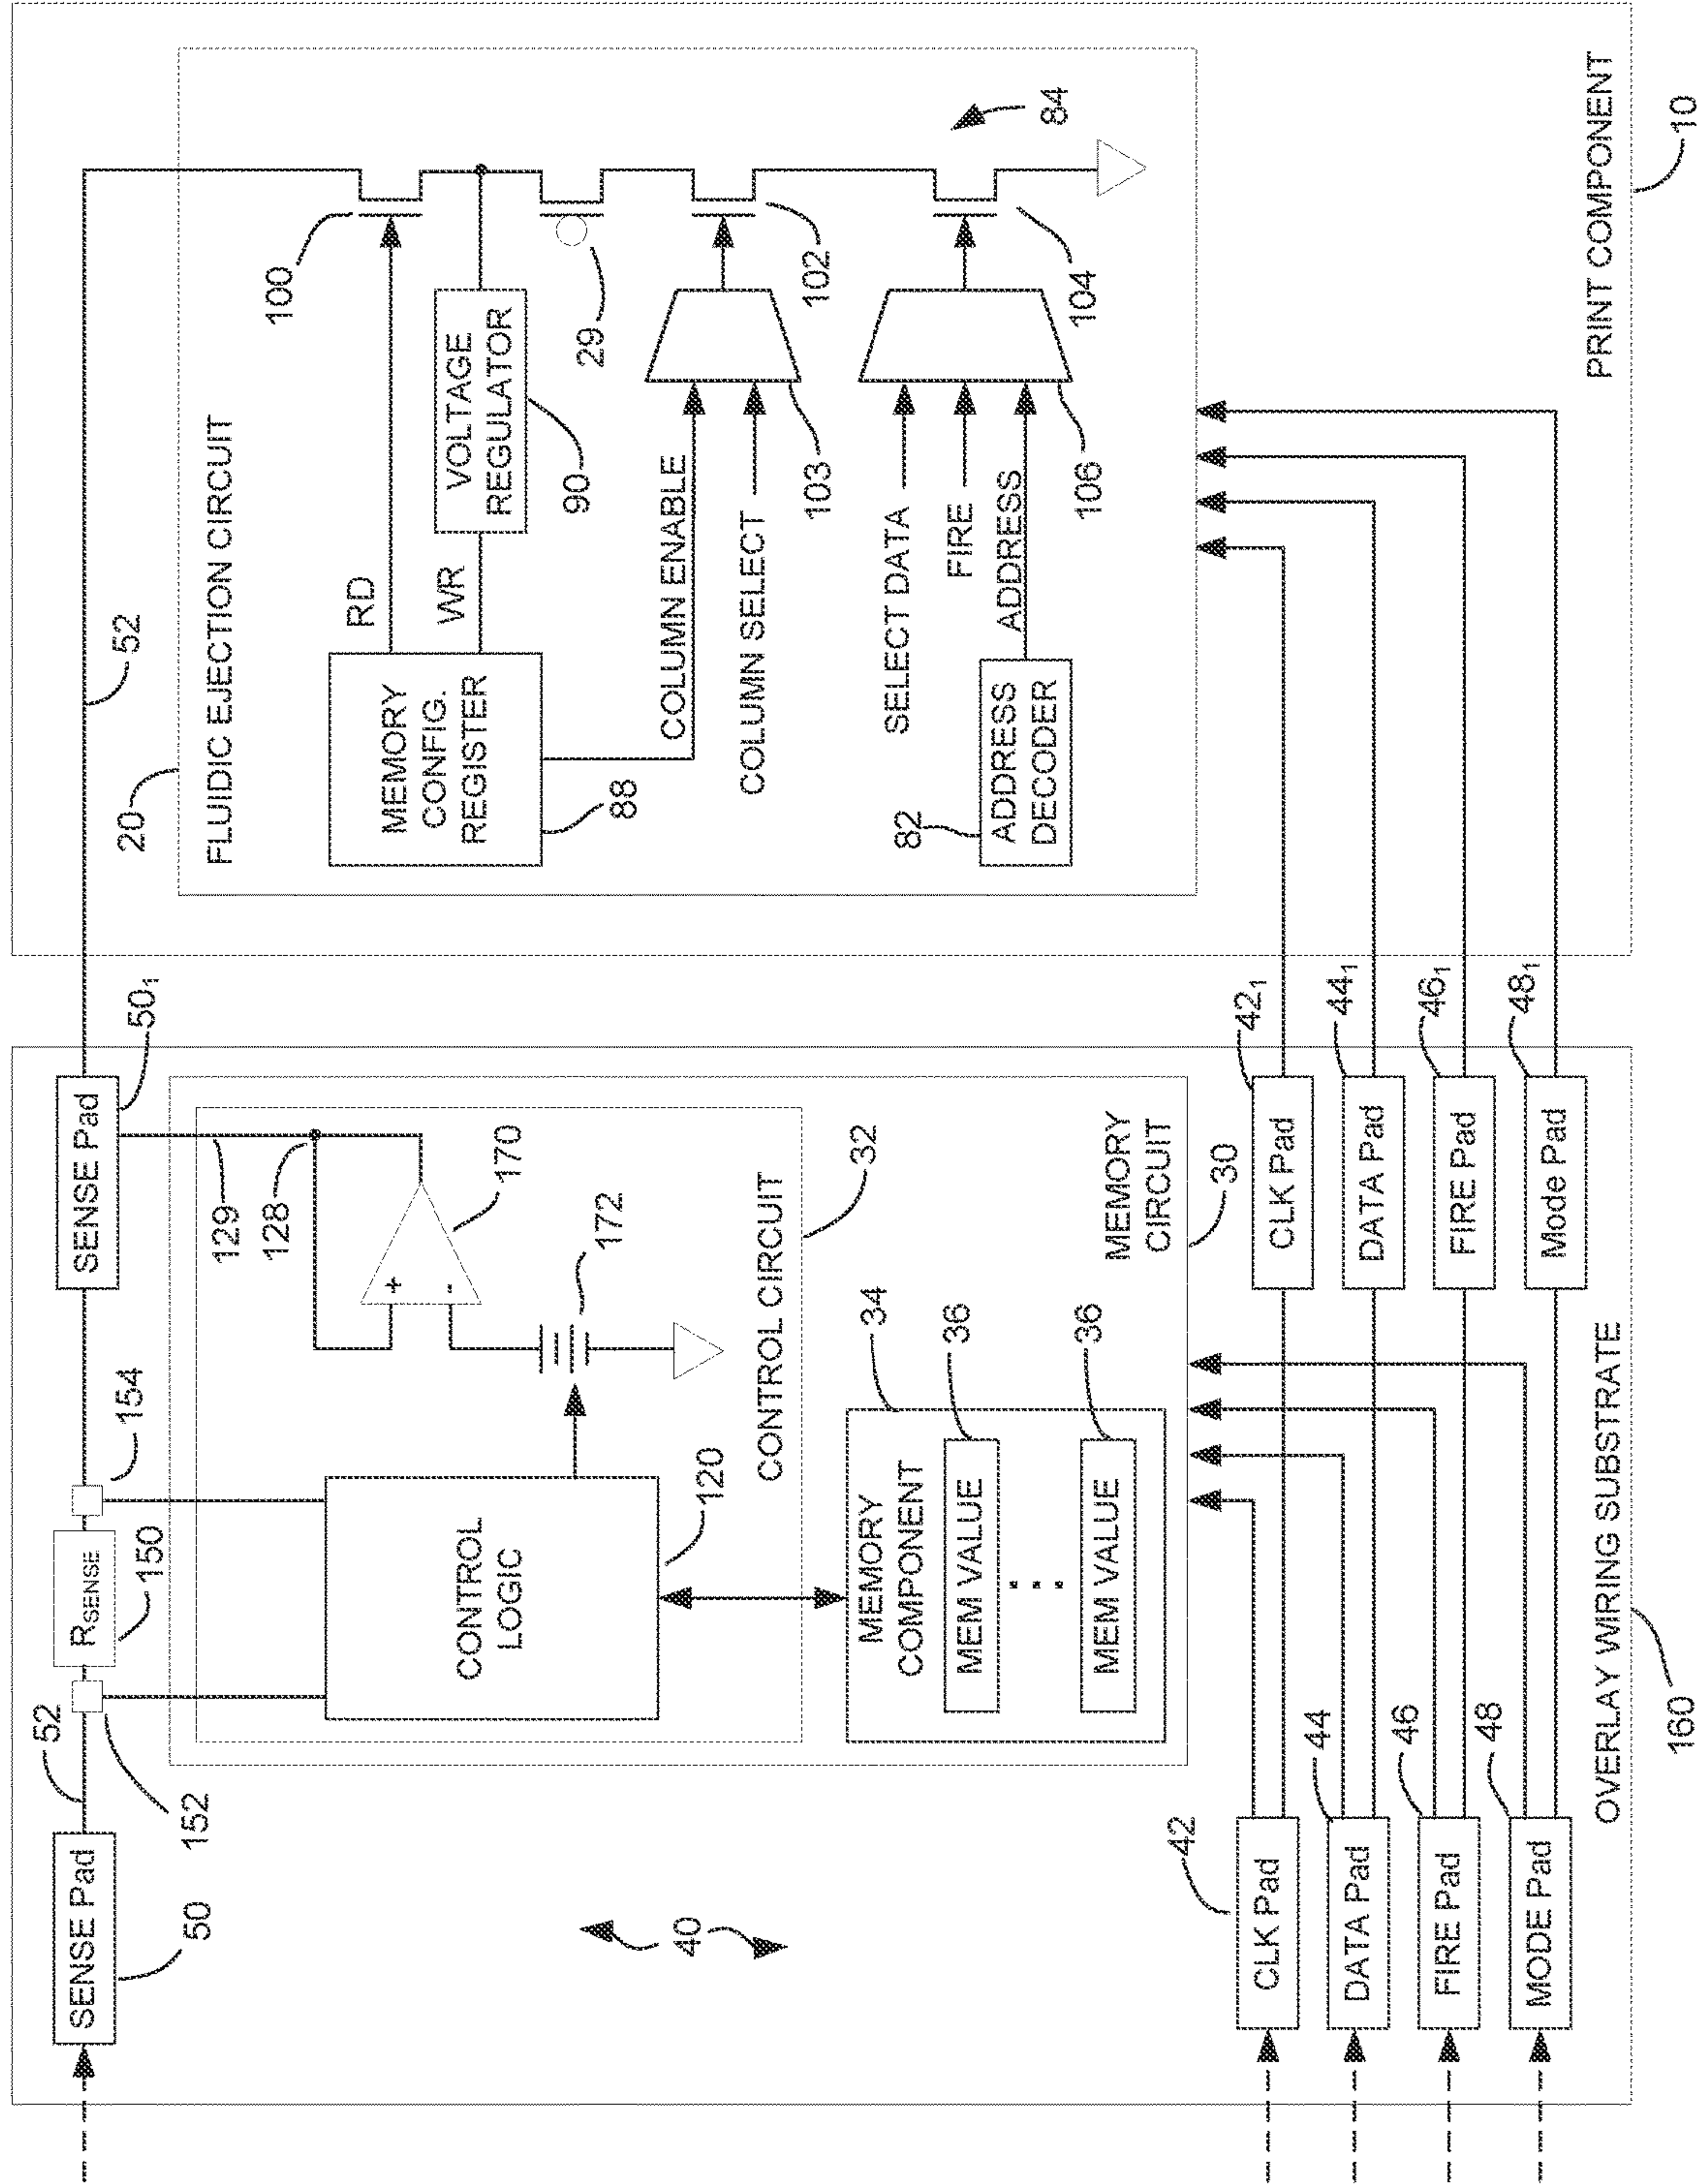 SENSE Pad
50
52
152
RSENSE
150
154
SENSE Pad
501
52
20
40
CONTROL
LOGIC
120
129
128
+
-
170
172
CONTROL CIRCUIT
32
MEMORY
COMPONENT
34
MEM VALUE
36
MEM VALUE
36
MEMORY
CIRCUIT
30
FLUIDIC EJECTION CIRCUIT
MEMORY
CONFIG.
REGISTER
88
RD
WR
100
VOLTAGE
REGULATOR
90
29
COLUMN ENABLE
COLUMN SELECT
103
102
SELECT DATA
FIRE
ADDRESS
82
ADDRESS
DECODER
106
104
84
42
CLK Pad
44
DATA Pad
46
FIRE Pad
48
MODE Pad
421
CLK Pad
441
DATA Pad
461
FIRE Pad
481
Mode Pad
OVERLAY WIRING SUBSTRATE
160
PRINT COMPONENT
10